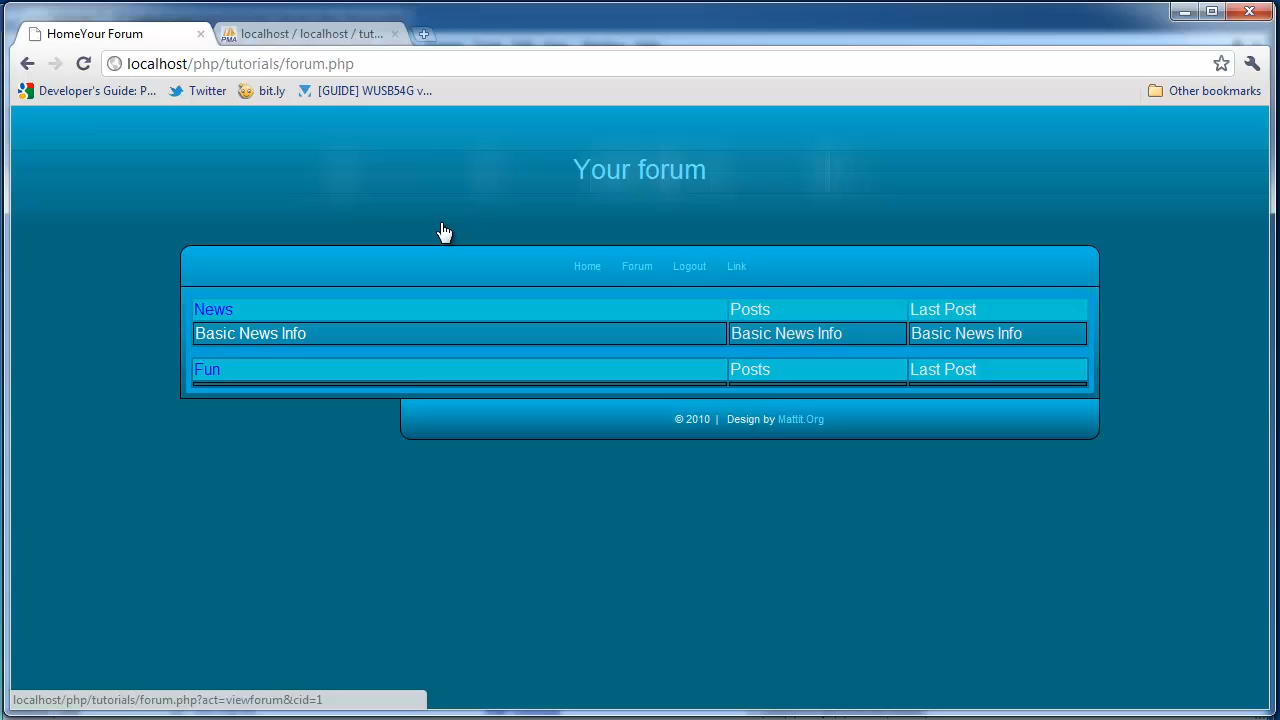 HomeYour Forum
localhost / localhost / tut...
PMA
localhost/php/tutorials/forum.php
Developer's Guide: P...
Twitter
bit.ly
[GUIDE] WUSB54G v...
Other bookmarks
Your forum
Home Forum Logout Link
News Posts Last Post
Basic News Info Basic News Info Basic News Info
Fun Posts Last Post
© 2010 | Design by Mattit.Org
localhost/php/tutorials/forum.php?act=viewforum&cid=1